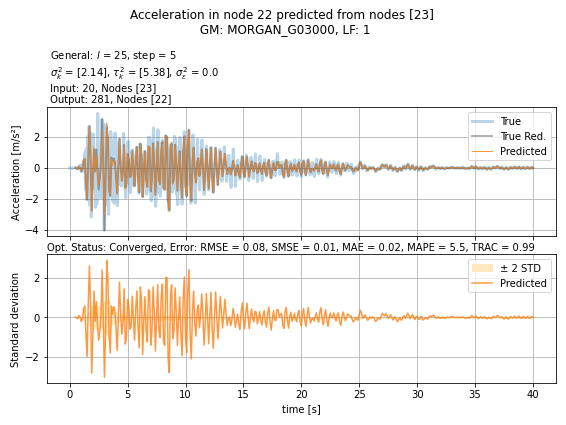 Acceleration in node 22 predicted from nodes [23]
GM: MORGAN_G03000, LF: 1
General: l = 25, step = 5
σ²ₖ = [2.14], τ²ₖ = [5.38], σ²ε = 0.0
Input: 20, Nodes [23]
Output: 281, Nodes [22]
Acceleration [m/s²]
2
0
−2
−4
True
True Red.
Predicted
Opt. Status: Converged, Error: RMSE = 0.08, SMSE = 0.01, MAE = 0.02, MAPE = 5.5, TRAC = 0.99
Standard deviation
2
0
−2
± 2 STD
Predicted
0 5 10 15 20 25 30 35 40
time [s]